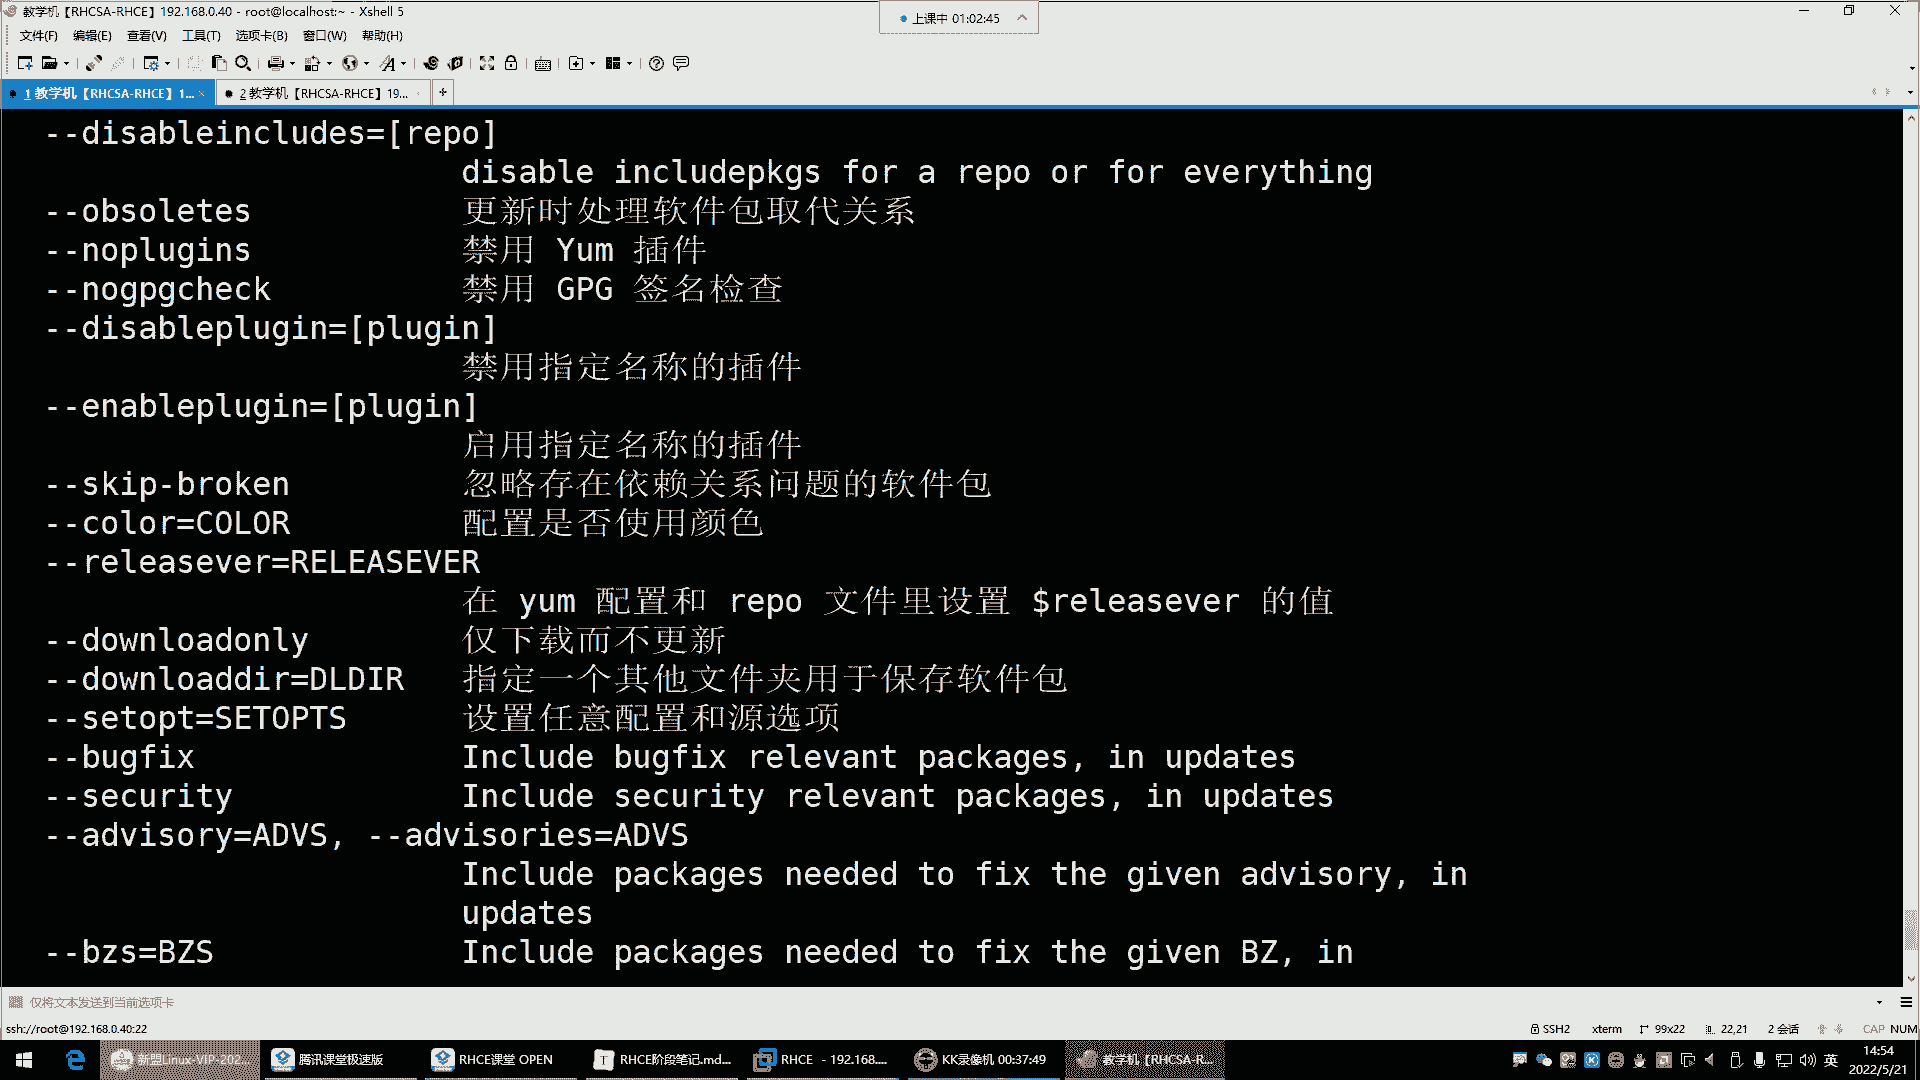 教学机【RHCSA-RHCE】192.168.0.40 - root@localhost:~ - Xshell 5
上课中 01:02:45
文件(F) 编辑(E) 查看(V) 工具(T) 选项卡(B) 窗口(W) 帮助(H)
1 教学机【RHCSA-RHCE】1...
2 教学机【RHCSA-RHCE】19...
--disableincludes=[repo]
disable includepkgs for a repo or for everything
--obsoletes 更新时处理软件包取代关系
--noplugins 禁用 Yum 插件
--nogpgcheck 禁用 GPG 签名检查
--disableplugin=[plugin]
禁用指定名称的插件
--enableplugin=[plugin]
启用指定名称的插件
--skip-broken 忽略存在依赖关系问题的软件包
--color=COLOR 配置是否使用颜色
--releasever=RELEASEVER
在 yum 配置和 repo 文件里设置 $releasever 的值
--downloadonly 仅下载而不更新
--downloaddir=DLDIR 指定一个其他文件夹用于保存软件包
--setopt=SETOPTS 设置任意配置和源选项
--bugfix Include bugfix relevant packages, in updates
--security Include security relevant packages, in updates
--advisory=ADVS, --advisories=ADVS
Include packages needed to fix the given advisory, in
updates
--bzs=BZS Include packages needed to fix the given BZ, in
仅将文本发送到当前选项卡
ssh://root@192.168.0.40:22 SSH2 xterm 99x22 22,21 2 会话 CAP NUM
新盟Linux-VIP-202... 腾讯课堂极速版 RHCE课堂 OPEN RHCE阶段笔记.md... RHCE - 192.168.... KK录像机 00:37:49 教学机【RHCSA-R... 英 14:54
2022/5/21